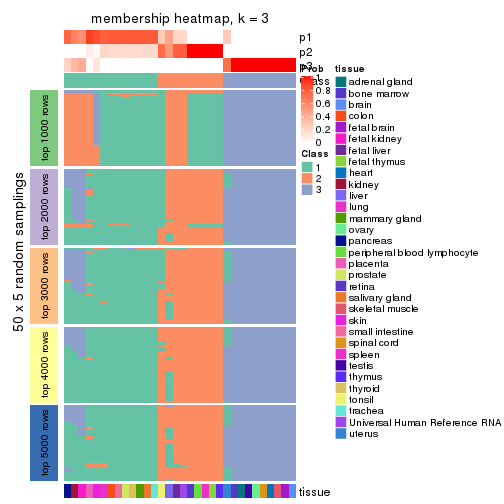 membership heatmap, k = 3
p1
p2
p3
Class
tissue
50 x 5 random samplings
top 1000 rows
top 2000 rows
top 3000 rows
top 4000 rows
top 5000 rows
Prob
1
0.8
0.6
0.4
0.2
0
Class
1
2
3
tissue
adrenal gland
bone marrow
brain
colon
fetal brain
fetal kidney
fetal liver
fetal thymus
heart
kidney
liver
lung
mammary gland
ovary
pancreas
peripheral blood lymphocyte
placenta
prostate
retina
salivary gland
skeletal muscle
skin
small intestine
spinal cord
spleen
testis
thymus
thyroid
tonsil
trachea
Universal Human Reference RNA
uterus